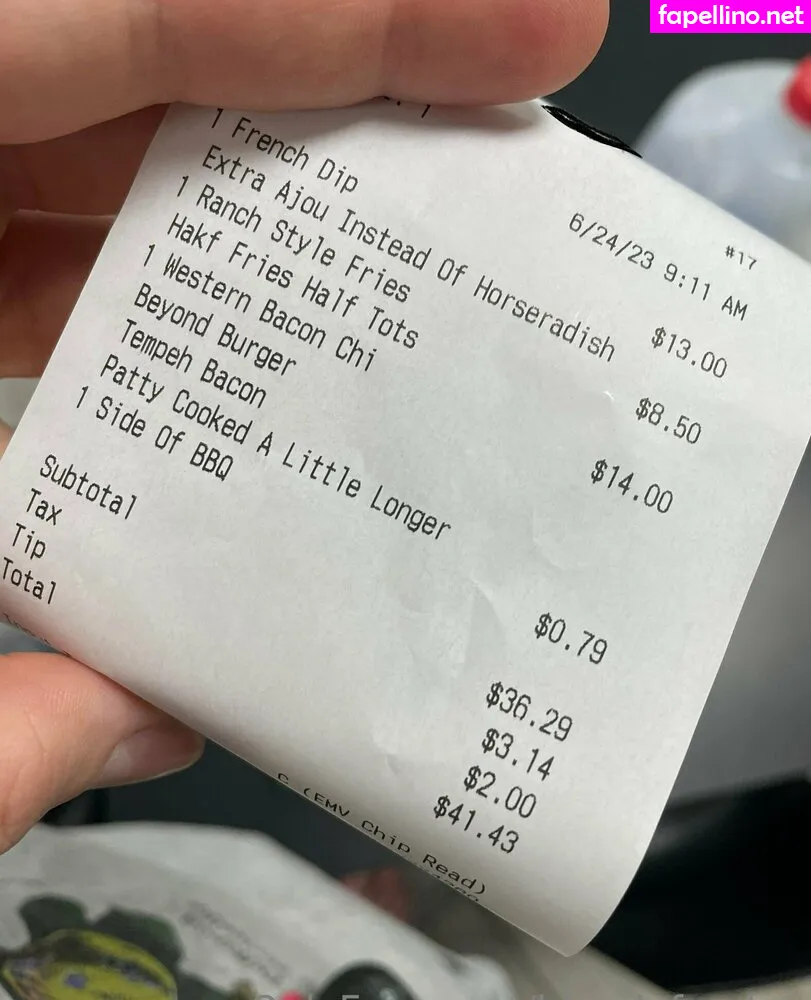 fapellino.net
#17
6/24/23 9:11 AM
1 French Dip $13.00
Extra Ajou Instead Of Horseradish
1 Ranch Style Fries $8.50
Hakf Fries Half Tots
1 Western Bacon Chi $14.00
Beyond Burger
Tempeh Bacon
Patty Cooked A Little Longer
1 Side Of BBQ $0.79
Subtotal $36.29
Tax $3.14
Tip $2.00
Total $41.43
(EMV Chip Read)